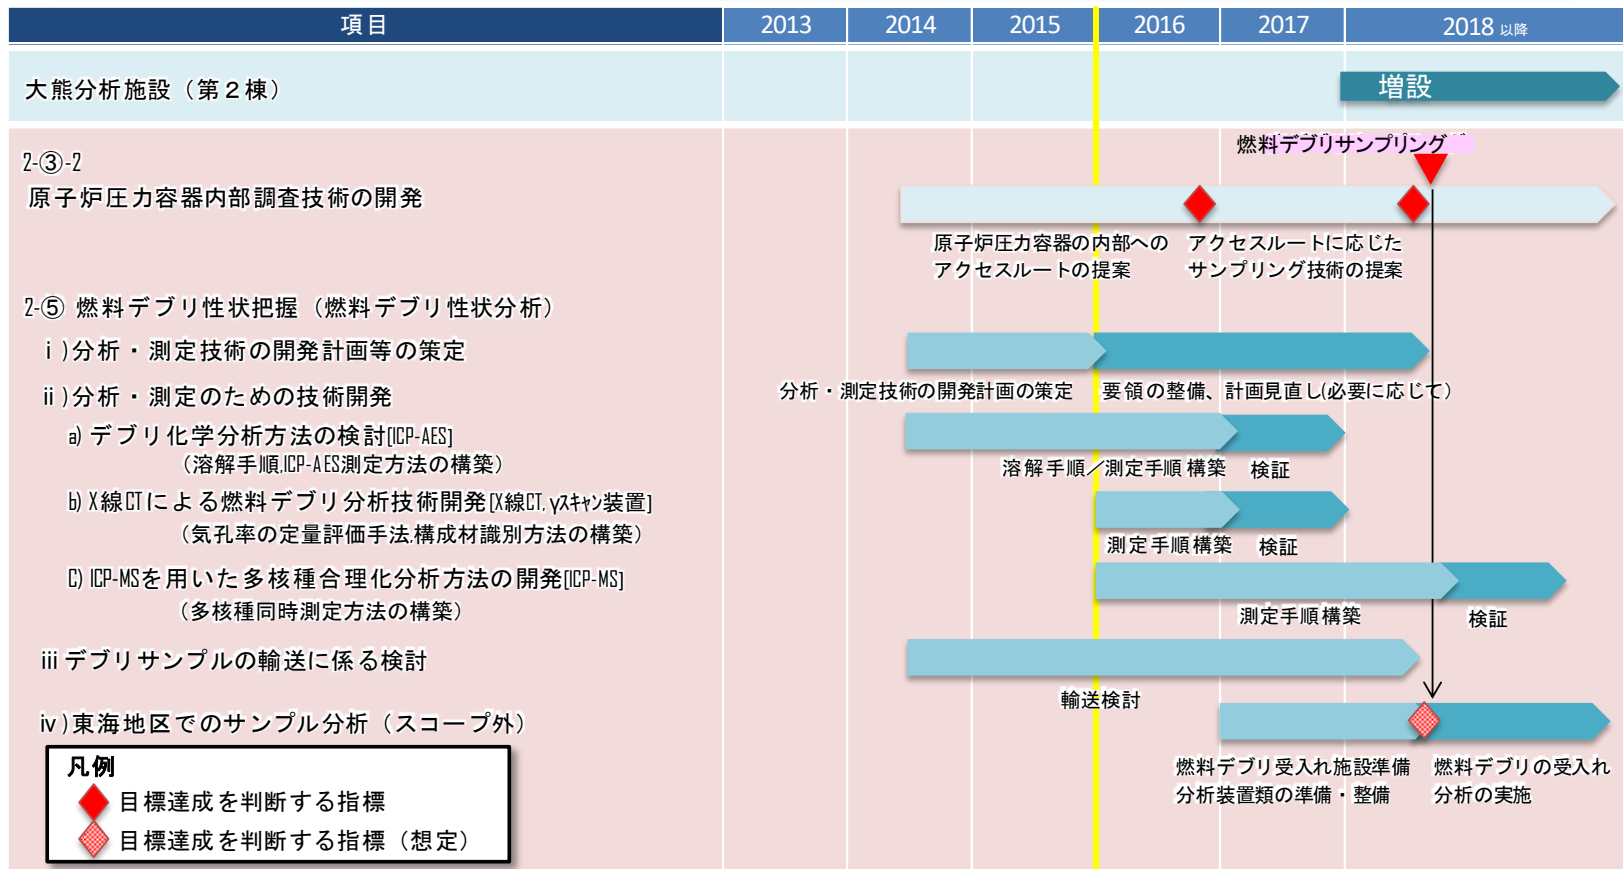 項目 2013 2014 2015 2016 2017 2018 以降
大熊分析施設（第２棟）
増設
燃料デブリサンプリング
2-③-2
原子炉圧力容器内部調査技術の開発
原子炉圧力容器の内部への
アクセスルートの提案
アクセスルートに応じた
サンプリング技術の提案
2-⑤ 燃料デブリ性状把握（燃料デブリ性状分析）
ⅰ)分析・測定技術の開発計画等の策定
分析・測定技術の開発計画の策定
要領の整備、計画見直し(必要に応じて)
ⅱ)分析・測定のための技術開発
a) デブリ化学分析方法の検討[ICP-AES]
（溶解手順,ICP-AES測定方法の構築）
溶解手順／測定手順 構築
検証
b) X線CTによる燃料デブリ分析技術開発[X線CT, γスキャン装置]
（気孔率の定量評価手法,構成材識別方法の構築）
測定手順構築
検証
C) ICP-MSを用いた多核種合理化分析方法の開発[ICP-MS]
（多核種同時測定方法の構築）
測定手順構築
検証
ⅲ デブリサンプルの輸送に係る検討
輸送検討
ⅳ)東海地区でのサンプル分析（スコープ外）
燃料デブリ受入れ施設準備
分析装置類の準備・整備
燃料デブリの受入れ
分析の実施
凡例
目標達成を判断する指標
目標達成を判断する指標（想定）